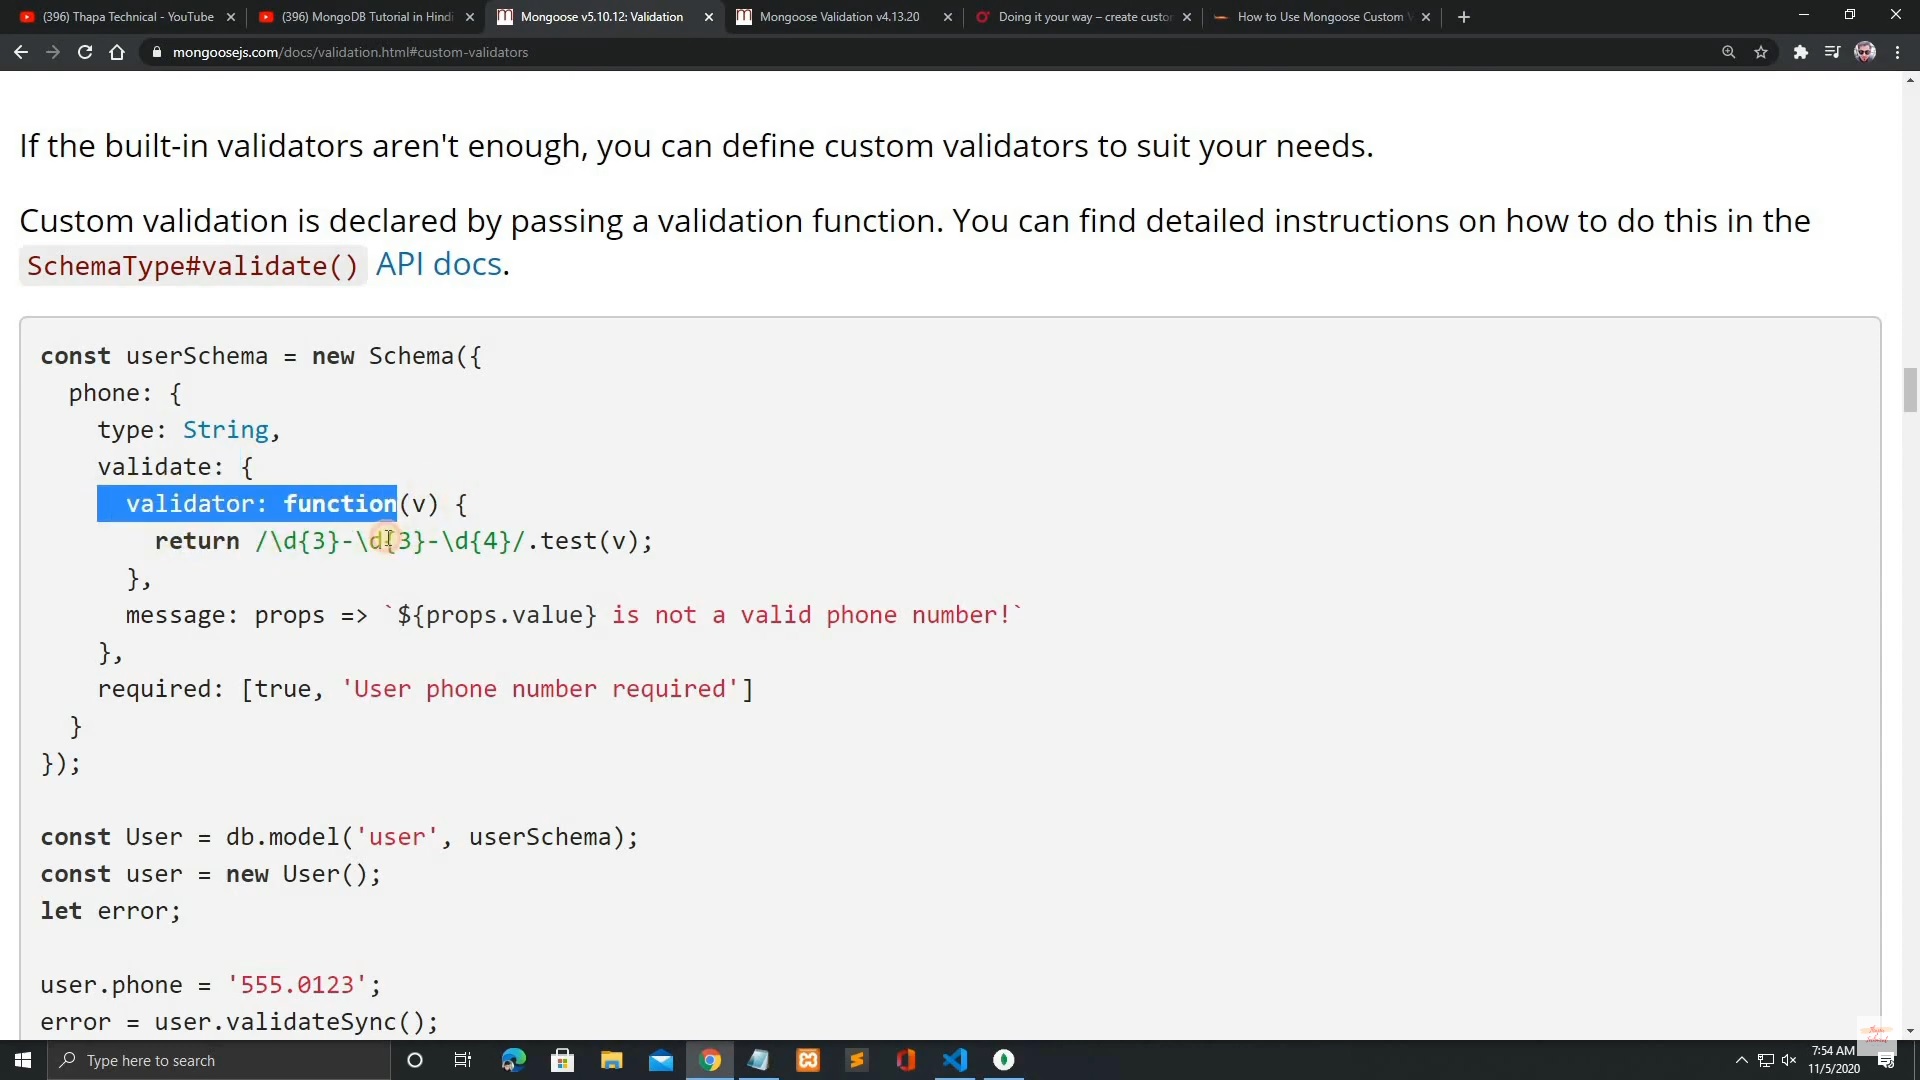 (396) Thapa Technical - YouTube
(396) MongoDB Tutorial in Hindi
Mongoose v5.10.12: Validation
Mongoose Validation v4.13.20
Doing it your way – create custor
How to Use Mongoose Custom
mongoosejs.com/docs/validation.html#custom-validators
If the built-in validators aren't enough, you can define custom validators to suit your needs.
Custom validation is declared by passing a validation function. You can find detailed instructions on how to do this in the
SchemaType#validate() API docs.
const userSchema = new Schema({
phone: {
type: String,
validate: {
validator: function(v) {
return /\d{3}-\d{3}-\d{4}/.test(v);
},
message: props => `${props.value} is not a valid phone number!`
},
required: [true, 'User phone number required']
}
});
const User = db.model('user', userSchema);
const user = new User();
let error;
user.phone = '555.0123';
error = user.validateSync();
Type here to search
7:54 AM
11/5/2020